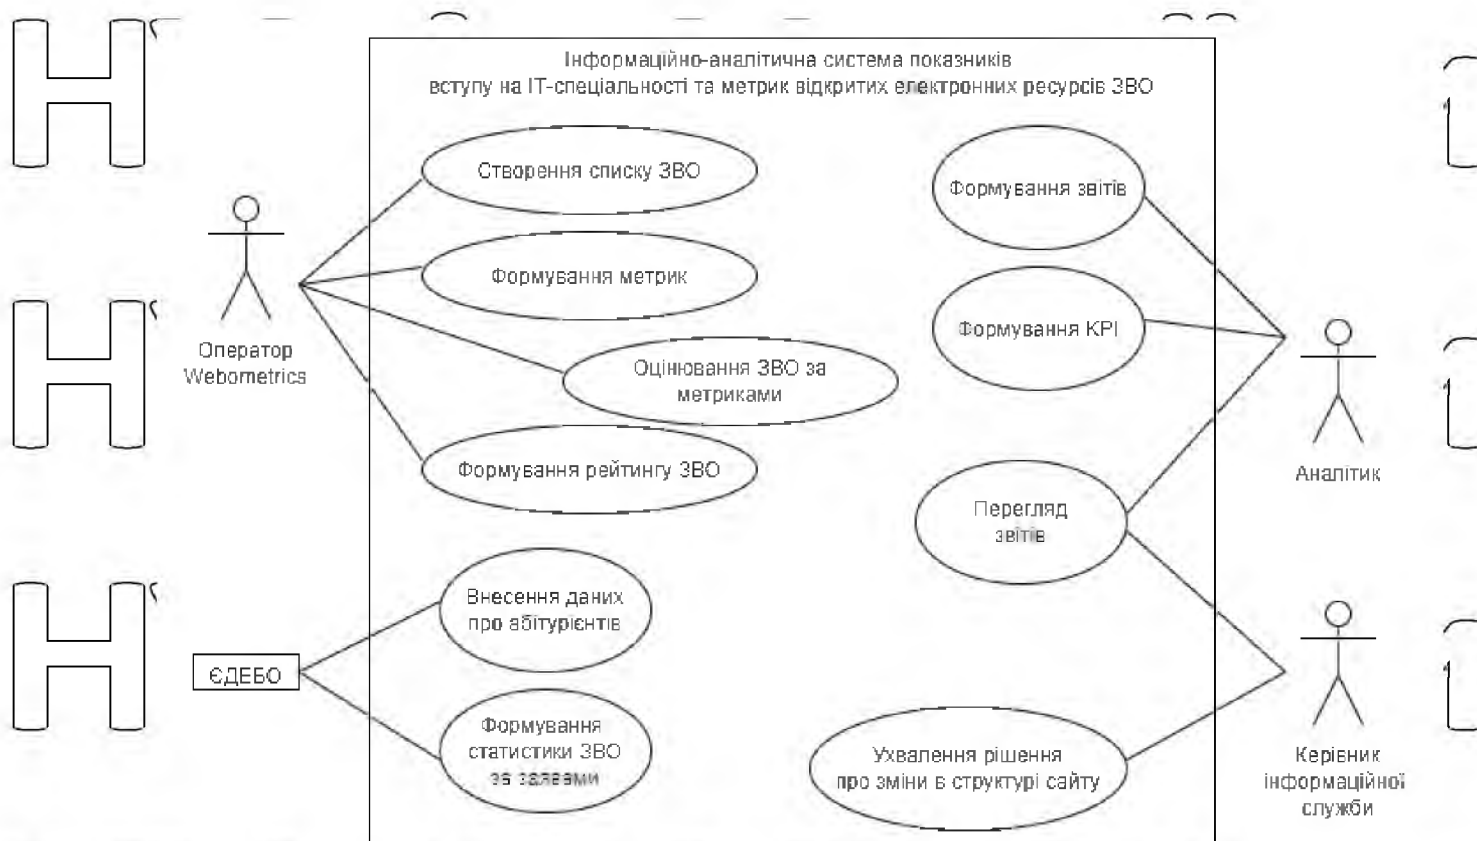 Інформаційно-аналітична система показників
вступу на ІТ-спеціальності та метрик відкритих електронних ресурсів ЗВО
Створення списку ЗВО
Формування метрик
Оцінювання ЗВО за
метриками
Формування рейтингу ЗВО
Внесення даних
про абітурієнтів
Формування
статистики ЗВО
за заявами
Формування звітів
Формування KPI
Перегляд
звітів
Ухвалення рішення
про зміни в структурі сайту
Оператор
Webometrics
ЄДЕБО
Аналітик
Керівник
інформаційної
служби
Н
Н
Н